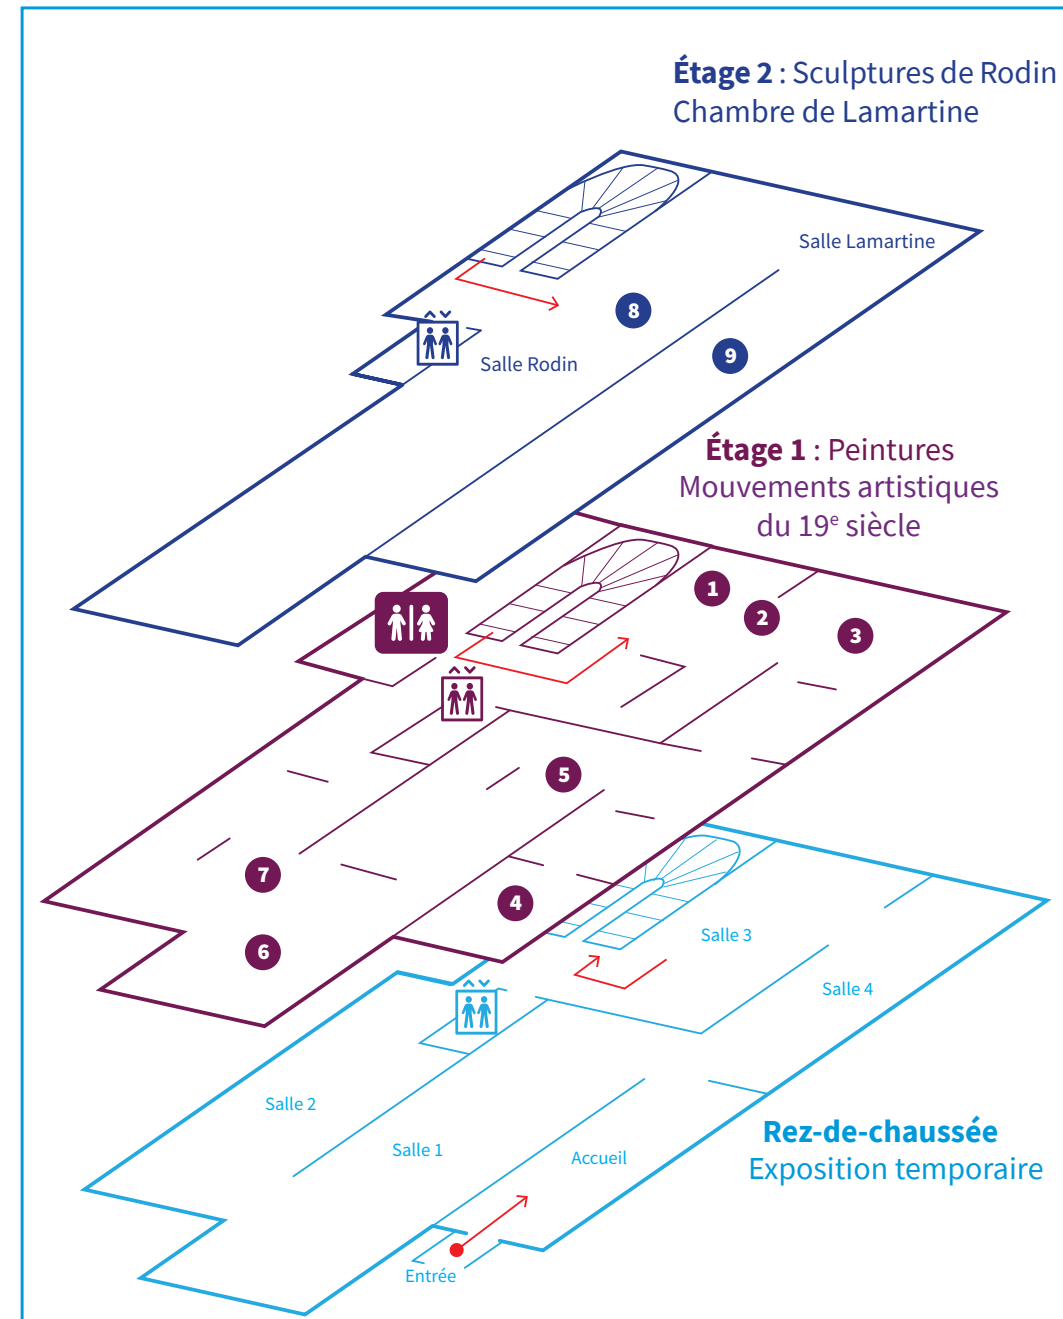 Étage 2 : Sculptures de Rodin
Chambre de Lamartine
Salle Lamartine
8
9
Salle Rodin
Étage 1 : Peintures
Mouvements artistiques
du 19e siècle
1
2
3
5
7
4
6
Salle 3
Salle 4
Salle 2
Salle 1
Accueil
Rez-de-chaussée
Exposition temporaire
Entrée